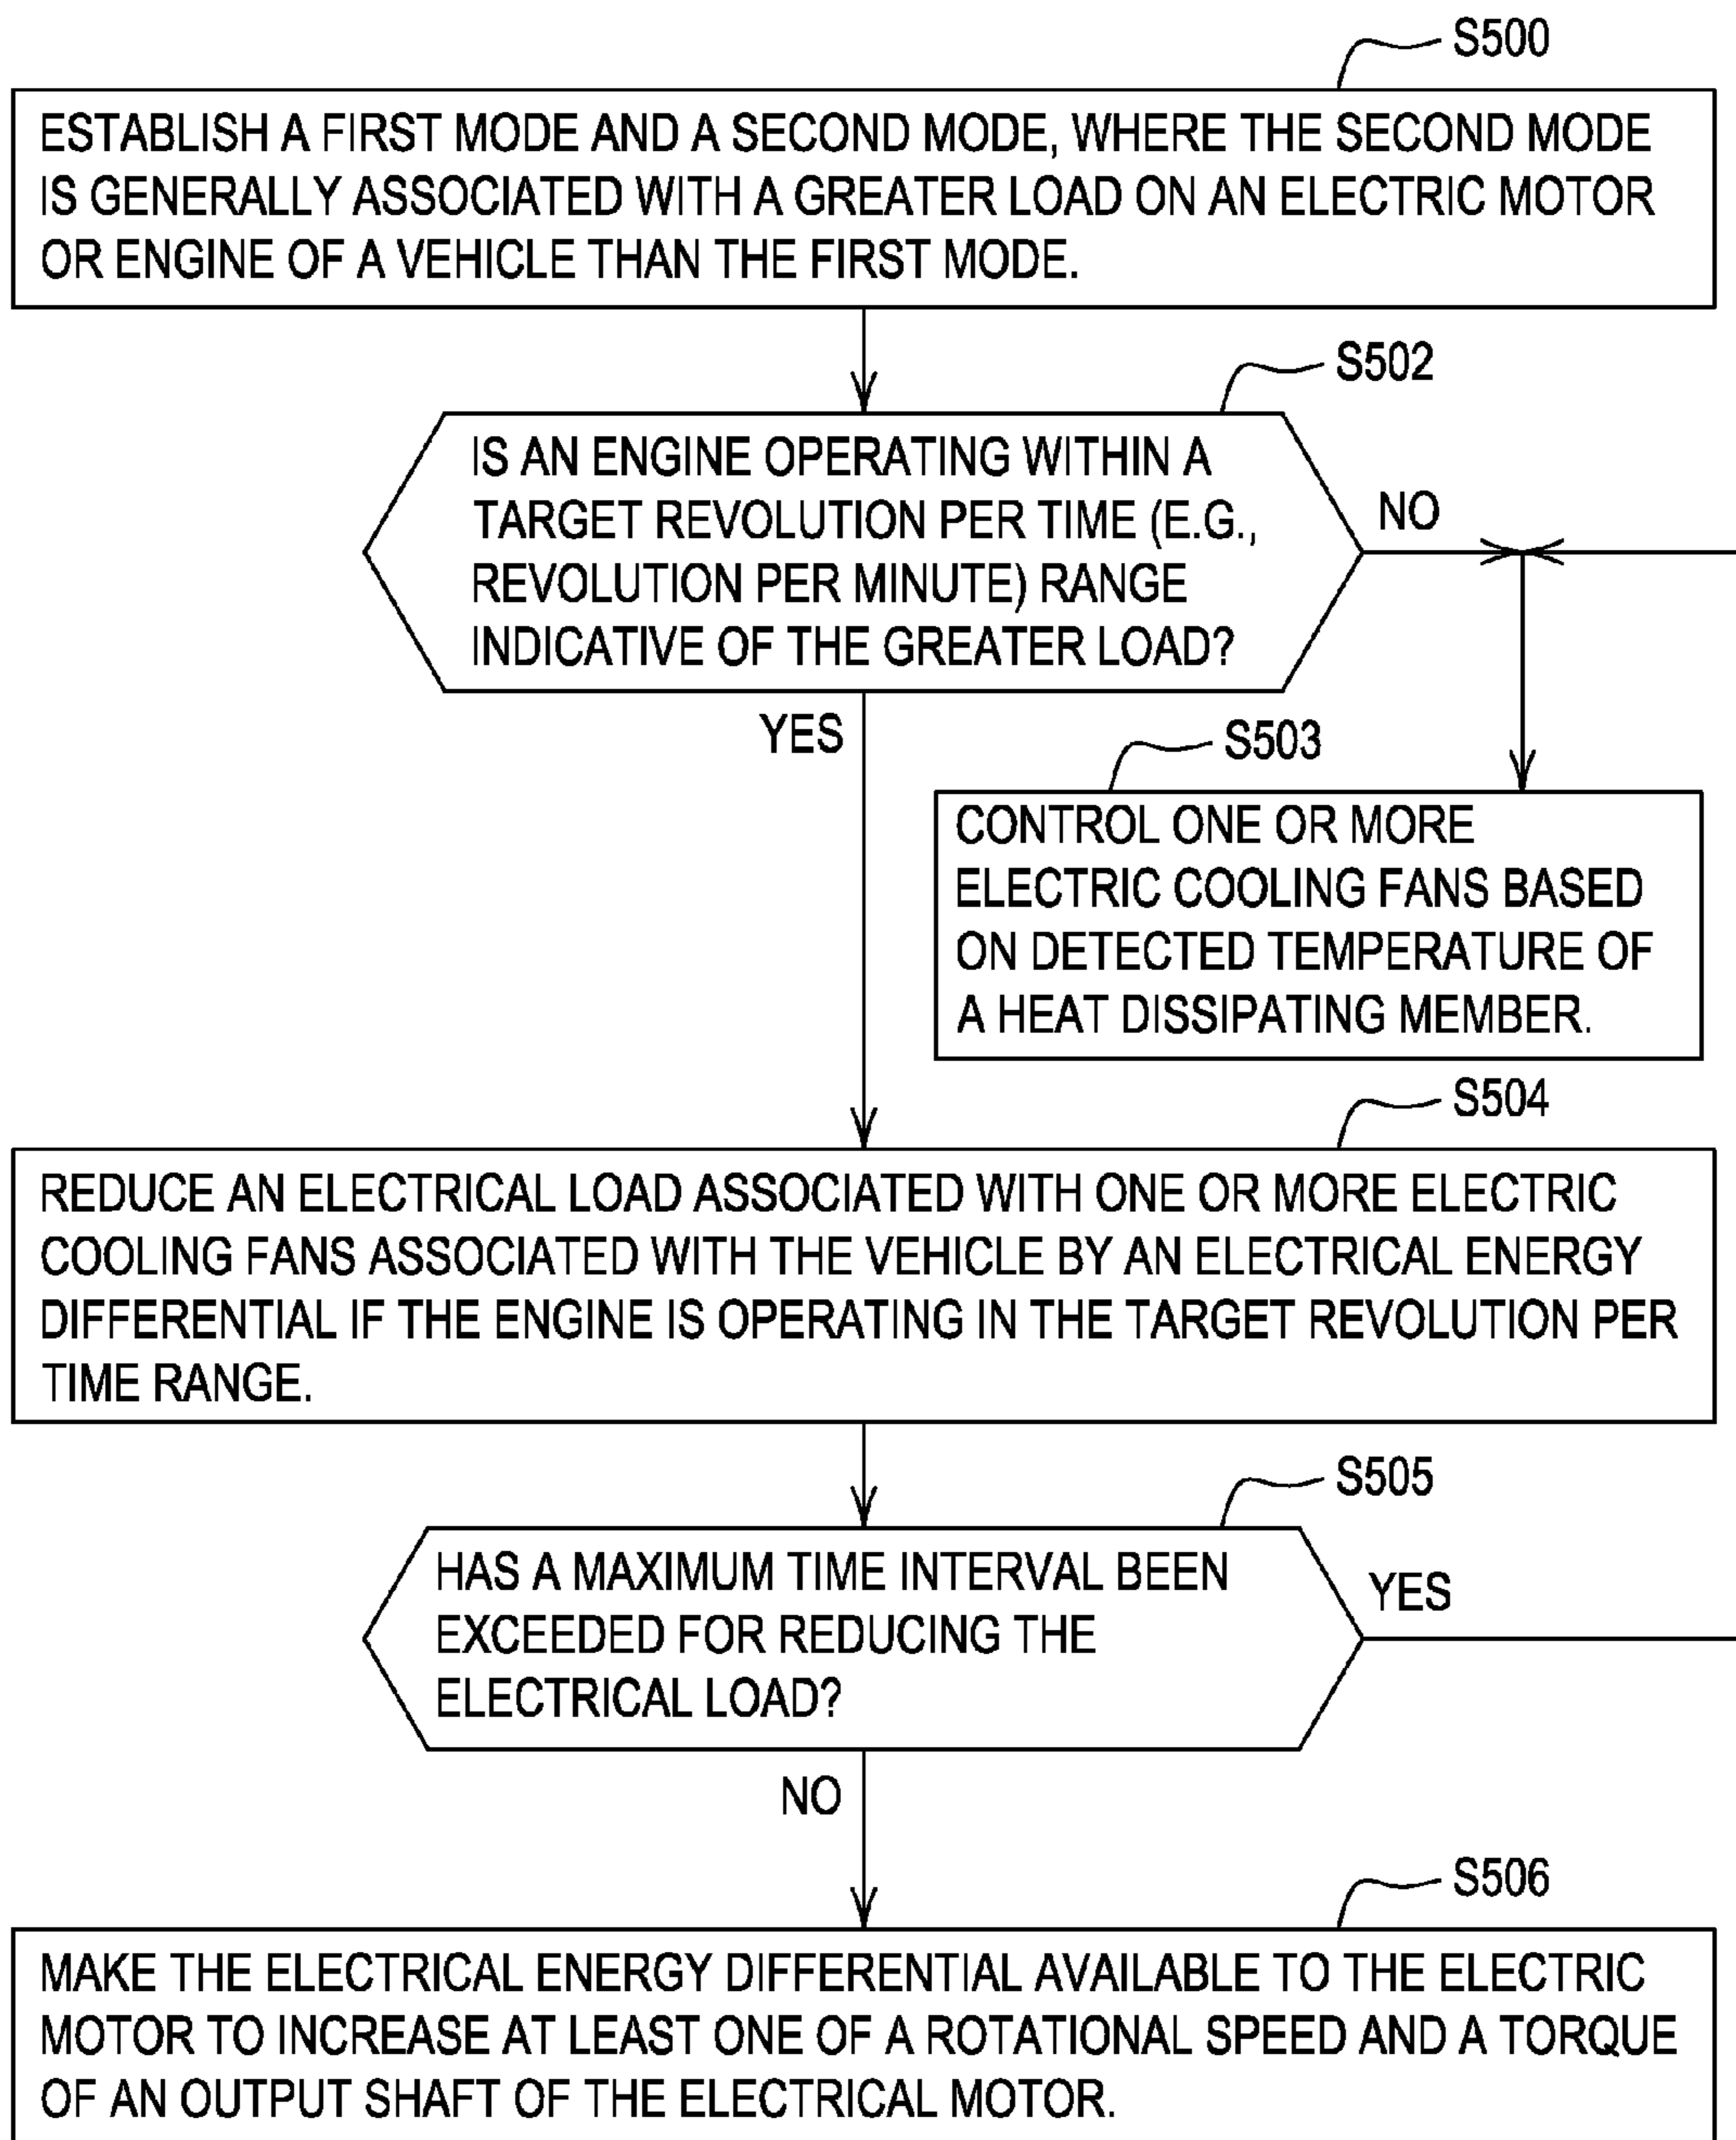 S500
ESTABLISH A FIRST MODE AND A SECOND MODE, WHERE THE SECOND MODE
IS GENERALLY ASSOCIATED WITH A GREATER LOAD ON AN ELECTRIC MOTOR
OR ENGINE OF A VEHICLE THAN THE FIRST MODE.
S502
IS AN ENGINE OPERATING WITHIN A
TARGET REVOLUTION PER TIME (E.G.,
REVOLUTION PER MINUTE) RANGE
INDICATIVE OF THE GREATER LOAD?
NO
YES
S503
CONTROL ONE OR MORE
ELECTRIC COOLING FANS BASED
ON DETECTED TEMPERATURE OF
A HEAT DISSIPATING MEMBER.
S504
REDUCE AN ELECTRICAL LOAD ASSOCIATED WITH ONE OR MORE ELECTRIC
COOLING FANS ASSOCIATED WITH THE VEHICLE BY AN ELECTRICAL ENERGY
DIFFERENTIAL IF THE ENGINE IS OPERATING IN THE TARGET REVOLUTION PER
TIME RANGE.
S505
HAS A MAXIMUM TIME INTERVAL BEEN
EXCEEDED FOR REDUCING THE
ELECTRICAL LOAD?
YES
NO
S506
MAKE THE ELECTRICAL ENERGY DIFFERENTIAL AVAILABLE TO THE ELECTRIC
MOTOR TO INCREASE AT LEAST ONE OF A ROTATIONAL SPEED AND A TORQUE
OF AN OUTPUT SHAFT OF THE ELECTRICAL MOTOR.